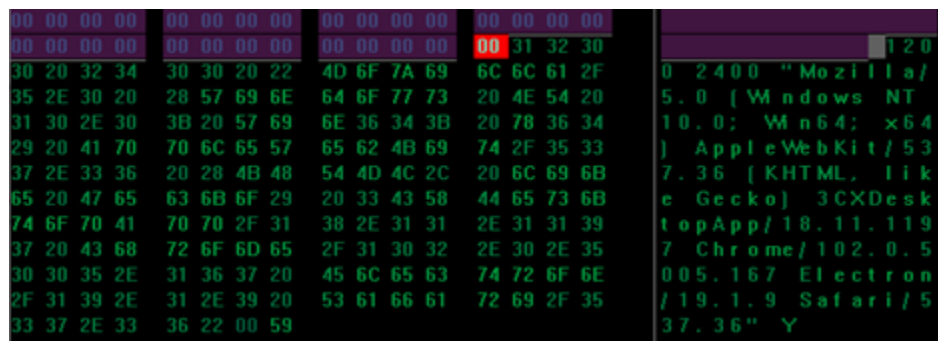 00 00 00 00 00 00 00 00 00 00 00 00 00 00 00 00
00 00 00 00 00 00 00 00 00 00 00 00 00 31 32 30 120
30 20 32 34 30 30 20 22 4D 6F 7A 69 6C 6C 61 2F 0 2400 "Mozilla/
35 2E 30 20 28 57 69 6E 64 6F 77 73 20 4E 54 20 5.0 (Windows NT
31 30 2E 30 3B 20 57 69 6E 36 34 3B 20 78 36 34 10.0; Win64; x64
29 20 41 70 70 6C 65 57 65 62 4B 69 74 2F 35 33 ) AppleWebKit/53
37 2E 33 36 20 28 4B 48 54 4D 4C 2C 20 6C 69 6B 7.36 (KHTML, lik
65 20 47 65 63 6B 6F 29 20 33 43 58 44 65 73 6B e Gecko) 3CXDesk
74 6F 70 41 70 70 2F 31 38 2E 31 31 2E 31 31 39 topApp/18.11.119
37 20 43 68 72 6F 6D 65 2F 31 30 32 2E 30 2E 35 7 Chrome/102.0.5
30 30 35 2E 31 36 37 20 45 6C 65 63 74 72 6F 6E 005.167 Electron
2F 31 39 2E 31 2E 39 20 53 61 66 61 72 69 2F 35 /19.1.9 Safari/5
33 37 2E 33 36 22 00 59 37.36" Y